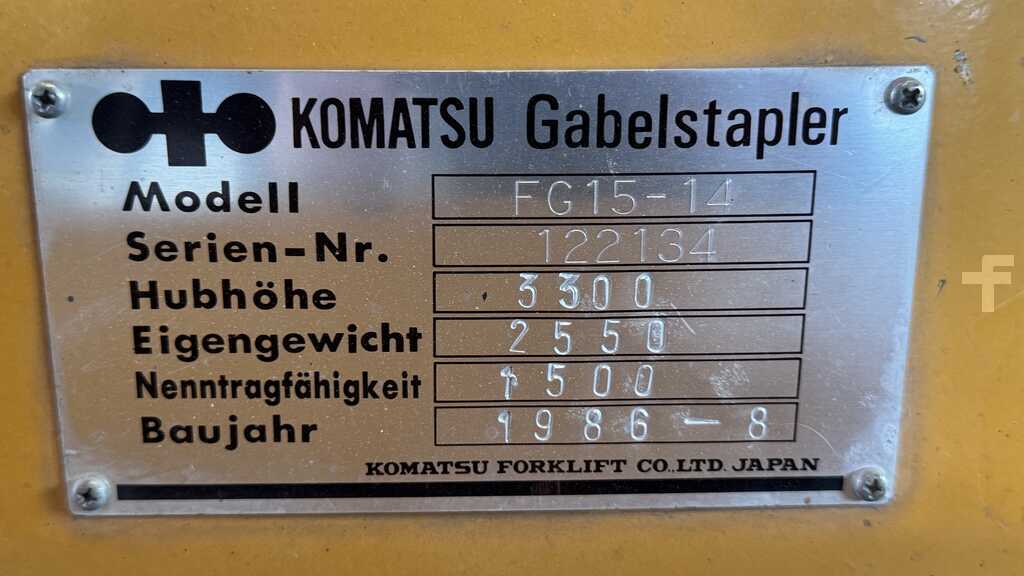 KOMATSU Gabelstapler
Modell FG15-14
Serien-Nr. 122134
Hubhöhe 3300
Eigengewicht 2550
Nenntragfähigkeit 1500
Baujahr 1986-8
KOMATSU FORKLIFT CO.,LTD. JAPAN
f